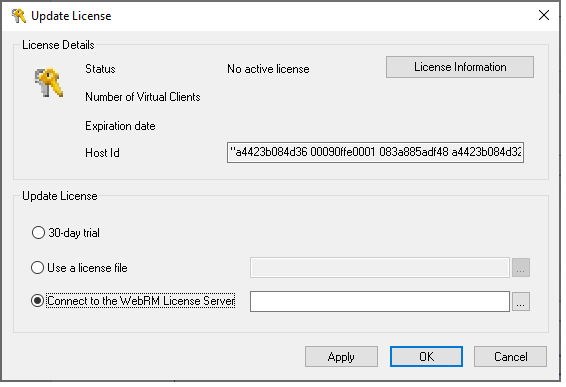 Update License
License Details
Status No active license License Information
Number of Virtual Clients
Expiration date
Host Id "a4423b084d36 00090ffe0001 083a885adf48 a4423b084d32
Update License
30-day trial
Use a license file ...
Connect to the WebRM License Server ...
Apply OK Cancel